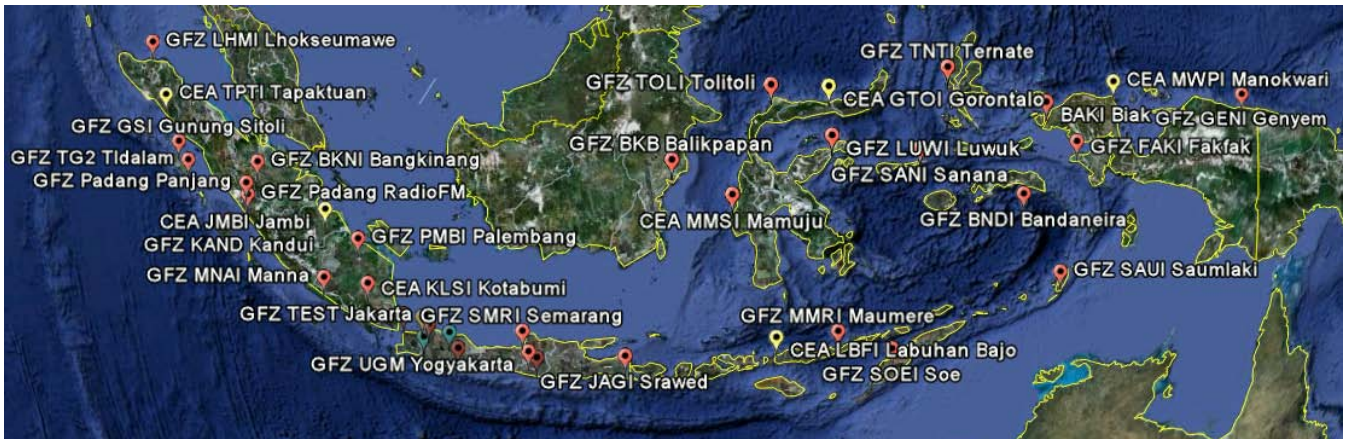 GFZ LHMI Lhokseumawe
GFZ TNTI Ternate
GFZ TOLI Tolitoli
CEA MWPI Manokwari
CEA TPTI Tapaktuan
CEA GTOI Gorontalo
BAKI Biak
GFZ GENI Genyem
GFZ GSI Gunung Sitoli
GFZ BKB Balikpapan
GFZ LUWI Luwuk
GFZ FAKI Fakfak
GFZ TG2 TIdalam
GFZ BKNI Bangkinang
GFZ SANI Sanana
GFZ Padang Panjang
GFZ Padang RadioFM
CEA JMBI Jambi
CEA MMSI Mamuju
GFZ BNDI Bandaneira
GFZ KAND Kandui
GFZ PMBI Palembang
GFZ MNAI Manna
CEA KLSI Kotabumi
GFZ SAUI Saumlaki
GFZ TEST Jakarta
GFZ SMRI Semarang
GFZ MMRI Maumere
GFZ UGM Yogyakarta
CEA LBFI Labuhan Bajo
GFZ JAGI Srawed
GFZ SOEI Soe